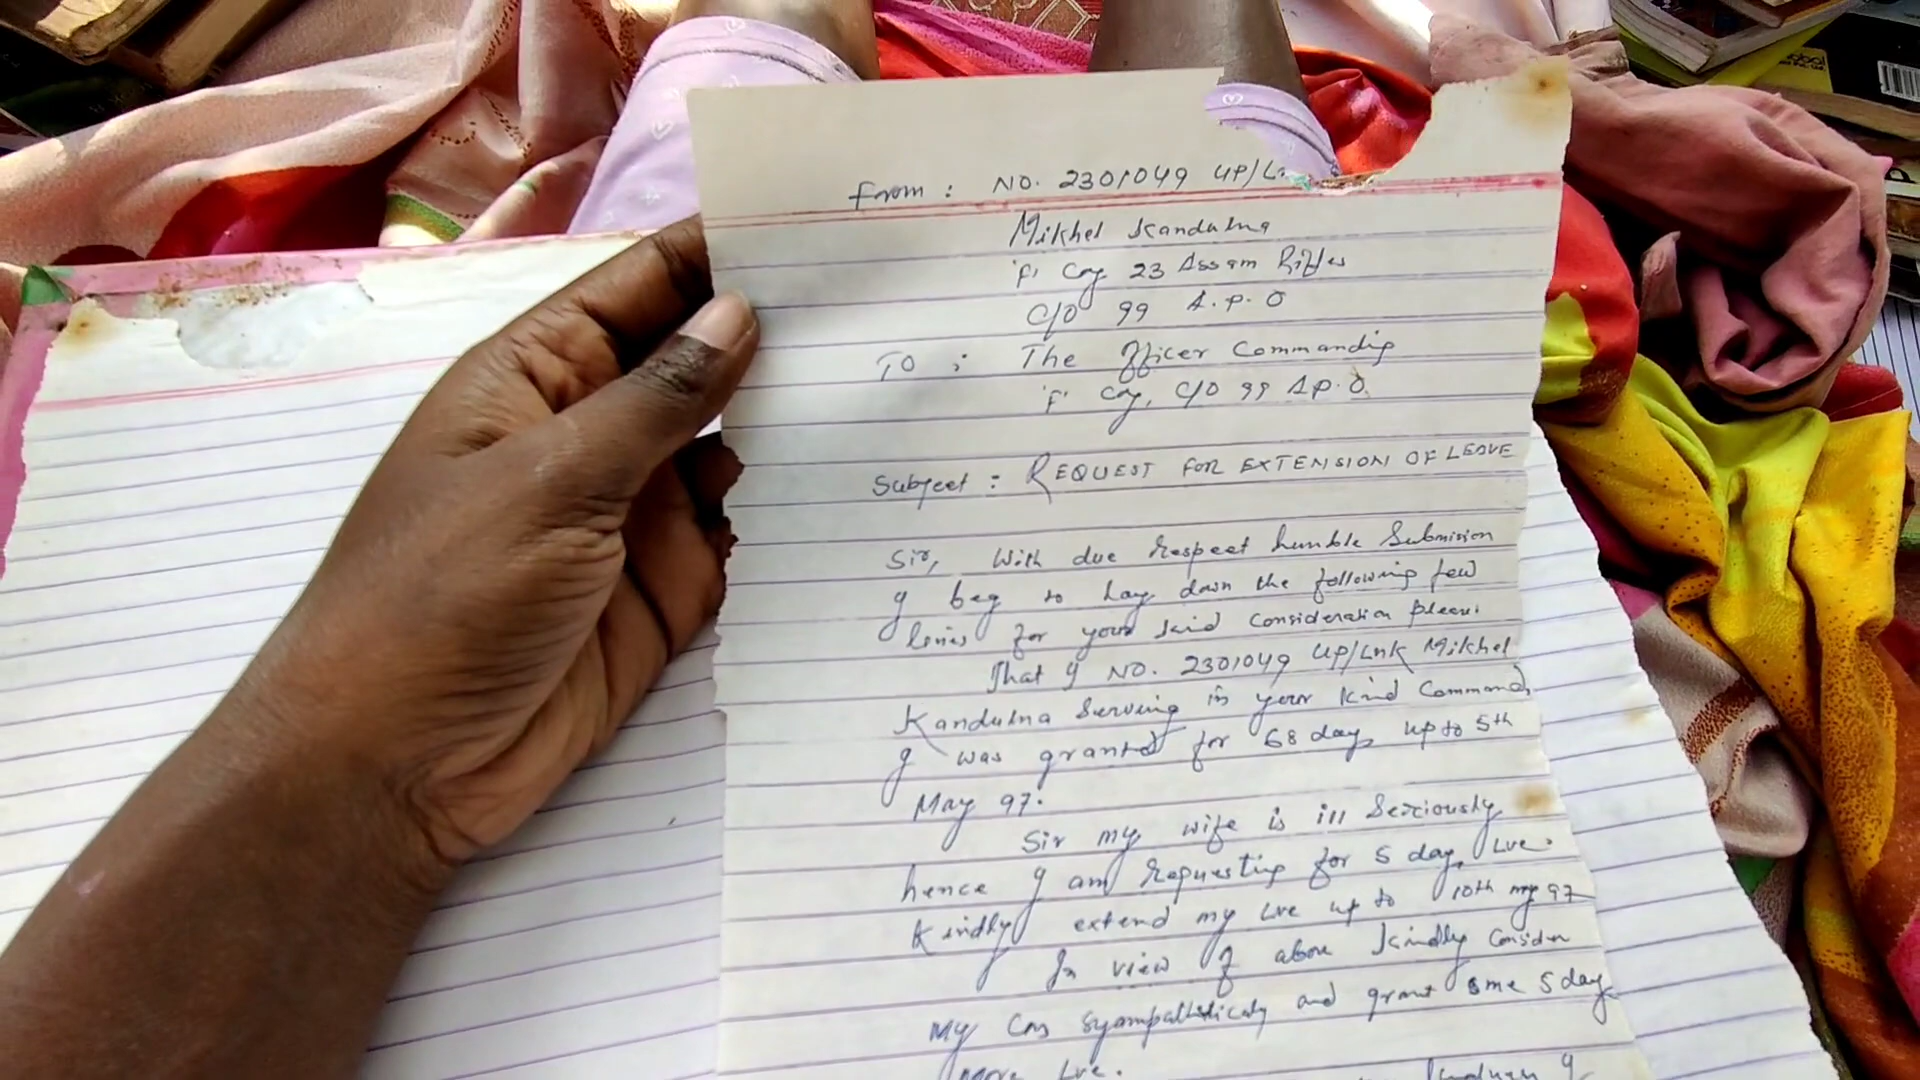 From : NO. 2301049 UP/L
Mikhel Kandulna
'F' Coy 23 Assam Rifles
C/O 99 A.P.O
TO : The Officer Commanding
'F' Coy, C/O 99 A.P.O.
Subject : REQUEST FOR EXTENSION OF LEAVE
Sir, With due respect humble Submision
I beg to lay down the following few
lines for your kind consideration please.
That I NO. 2301049 UP/LNK Mikhel
Kandulna Serving in your kind Command,
I was granted for 68 days up to 5th
May 97.
Sir my wife is ill Seriously
hence I am requesting for 5 days Lve.
Kindly extend my Lve up to 10th may 97
In view of above kindly consider
My Cas syampathticaly and grant me 5 days
more Lve.
global